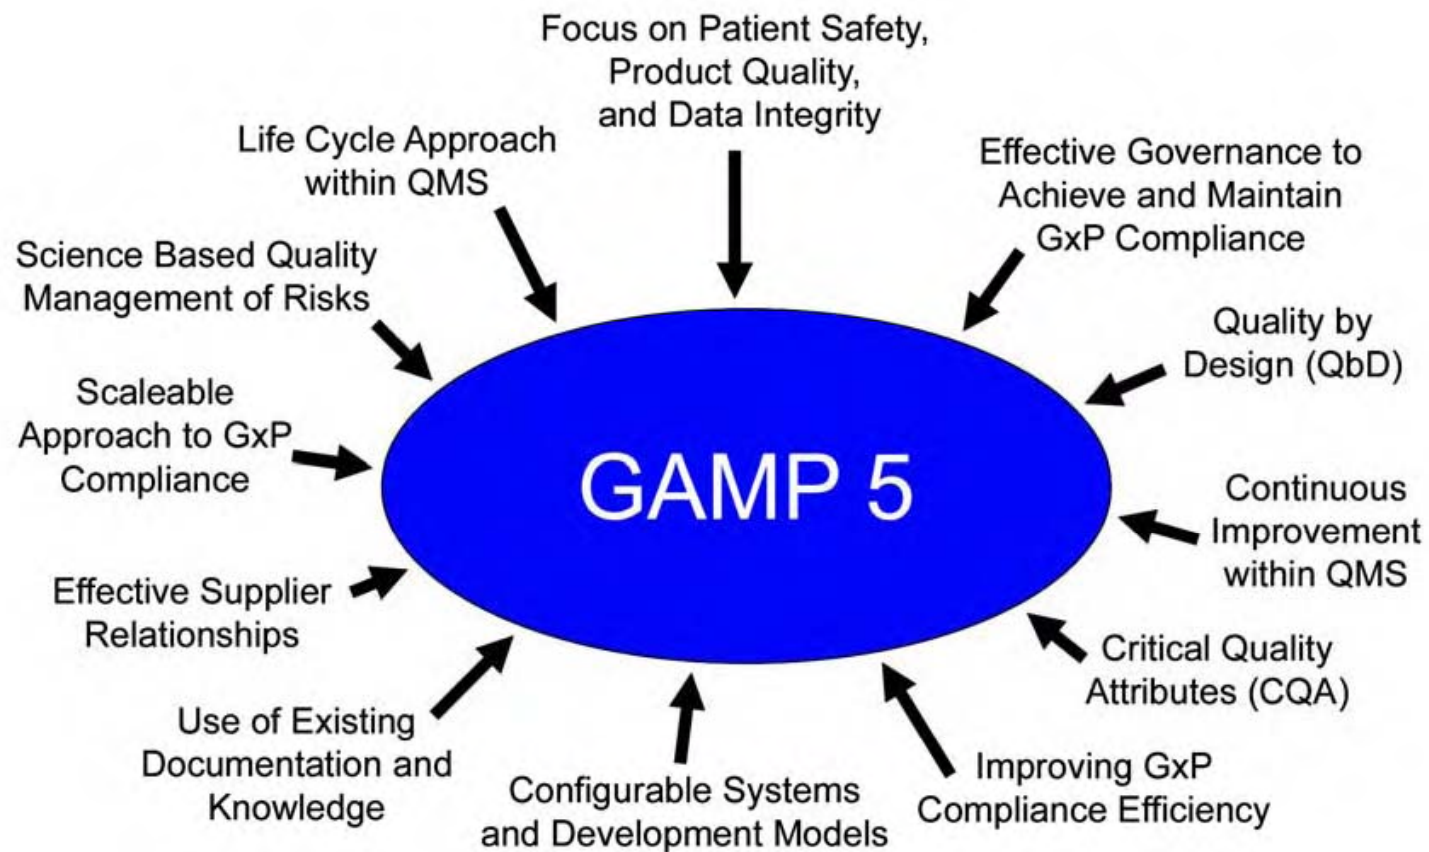 Focus on Patient Safety,
Product Quality,
and Data Integrity
Effective Governance to
Achieve and Maintain
GxP Compliance
Quality by
Design (QbD)
Continuous
Improvement
within QMS
Critical Quality
Attributes (CQA)
Improving GxP
Compliance Efficiency
Configurable Systems
and Development Models
Use of Existing
Documentation and
Knowledge
Effective Supplier
Relationships
Scaleable
Approach to GxP
Compliance
Science Based Quality
Management of Risks
Life Cycle Approach
within QMS
GAMP 5